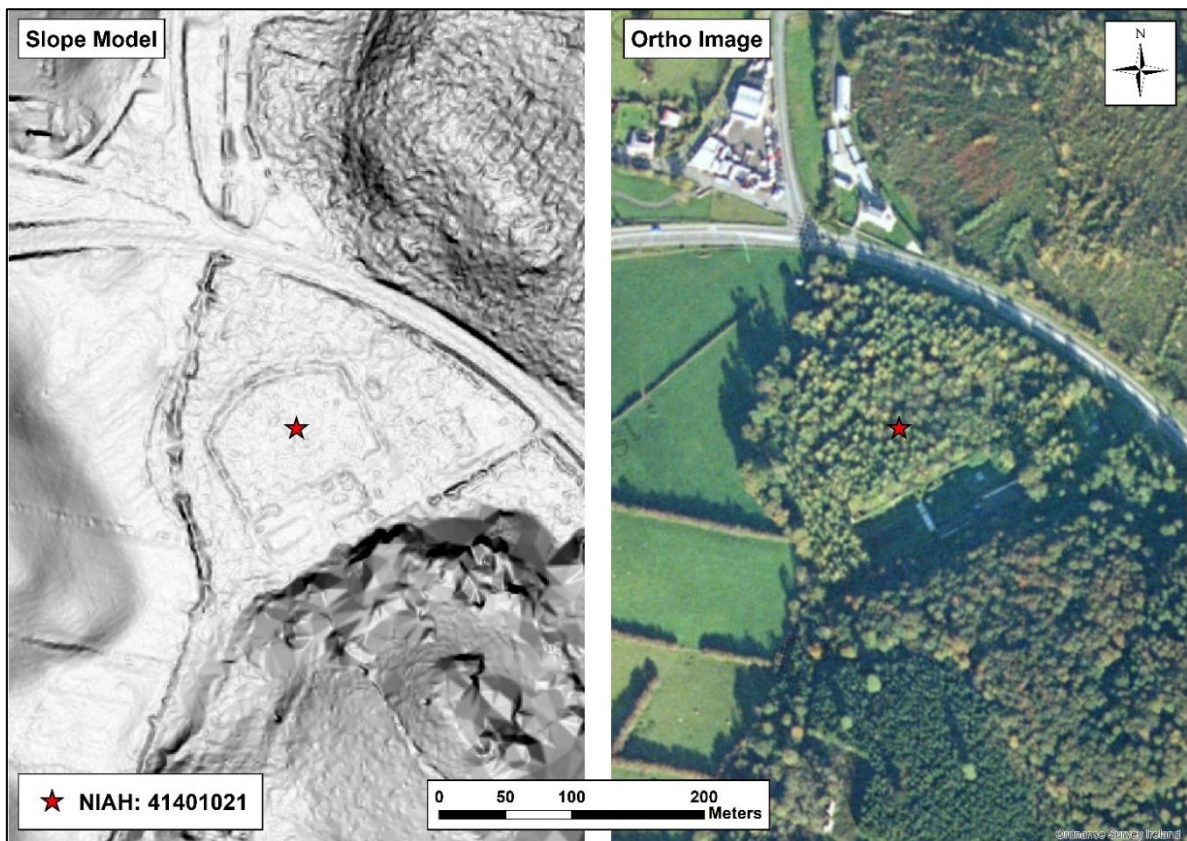 Slope Model
Ortho Image
N
NIAH: 41401021
0 50 100 200
Meters
Ordnance Survey Ireland